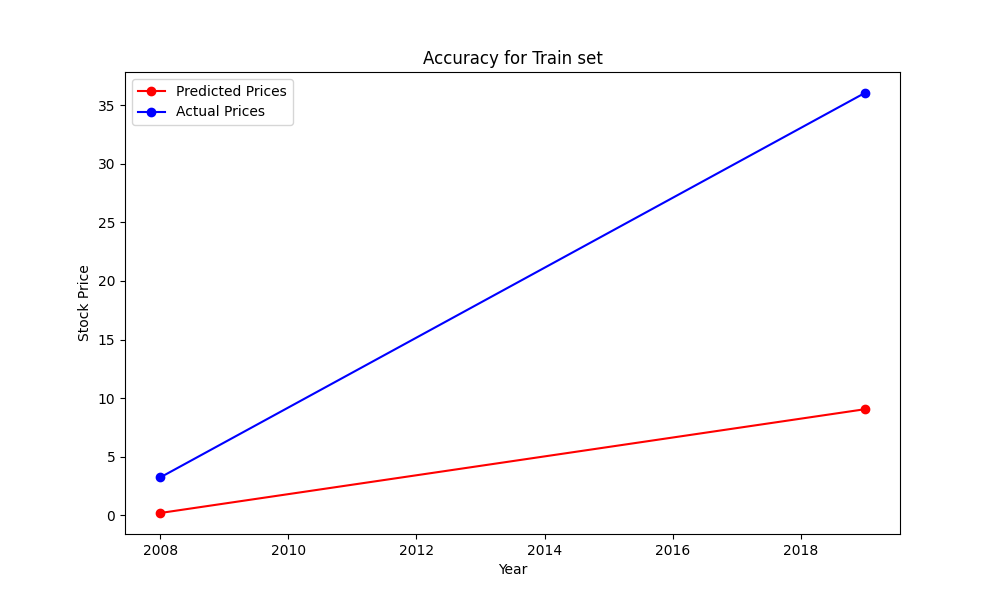 Accuracy for Train set
Predicted Prices
Actual Prices
35
30
25
20
15
10
5
0
Stock Price
2008 2010 2012 2014 2016 2018
Year